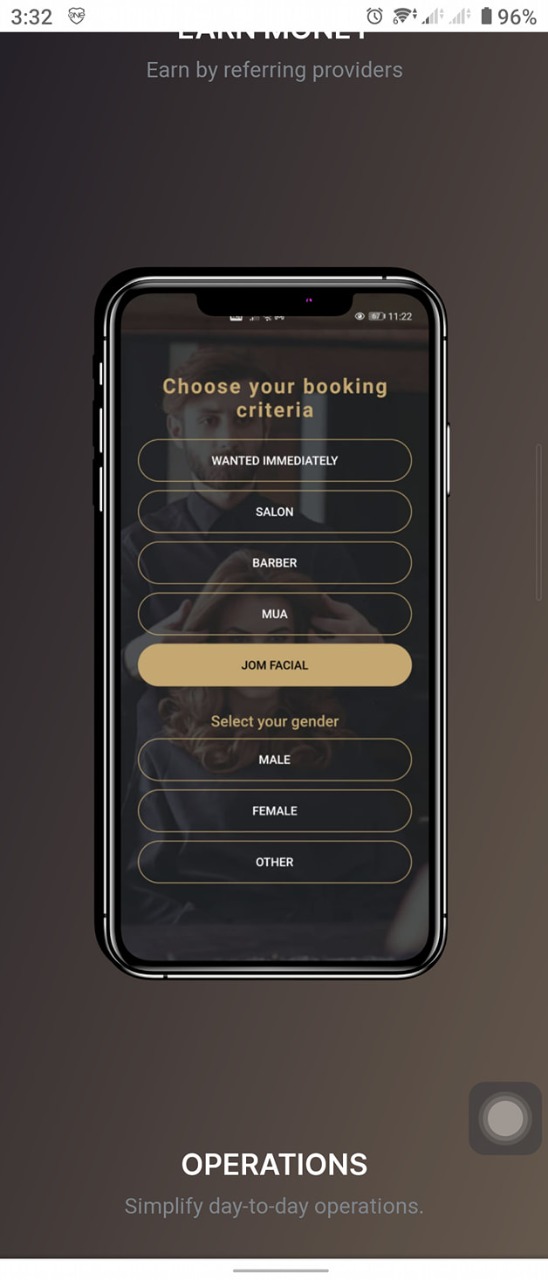 3:32
96%
EARN MONEY
Earn by referring providers
11:22
Choose your booking
criteria
WANTED IMMEDIATELY
SALON
BARBER
MUA
JOM FACIAL
Select your gender
MALE
FEMALE
OTHER
OPERATIONS
Simplify day-to-day operations.